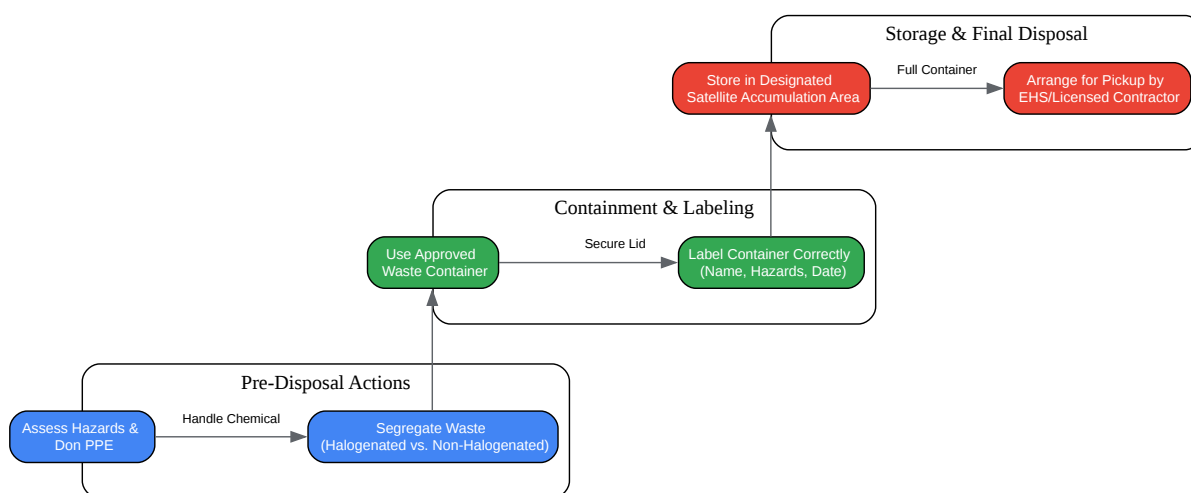 Storage & Final Disposal
Store in Designated
Satellite Accumulation Area
Full Container
Arrange for Pickup by
EHS/Licensed Contractor
Containment & Labeling
Use Approved
Waste Container
Secure Lid
Label Container Correctly
(Name, Hazards, Date)
Pre-Disposal Actions
Assess Hazards &
Don PPE
Handle Chemical
Segregate Waste
(Halogenated vs. Non-Halogenated)